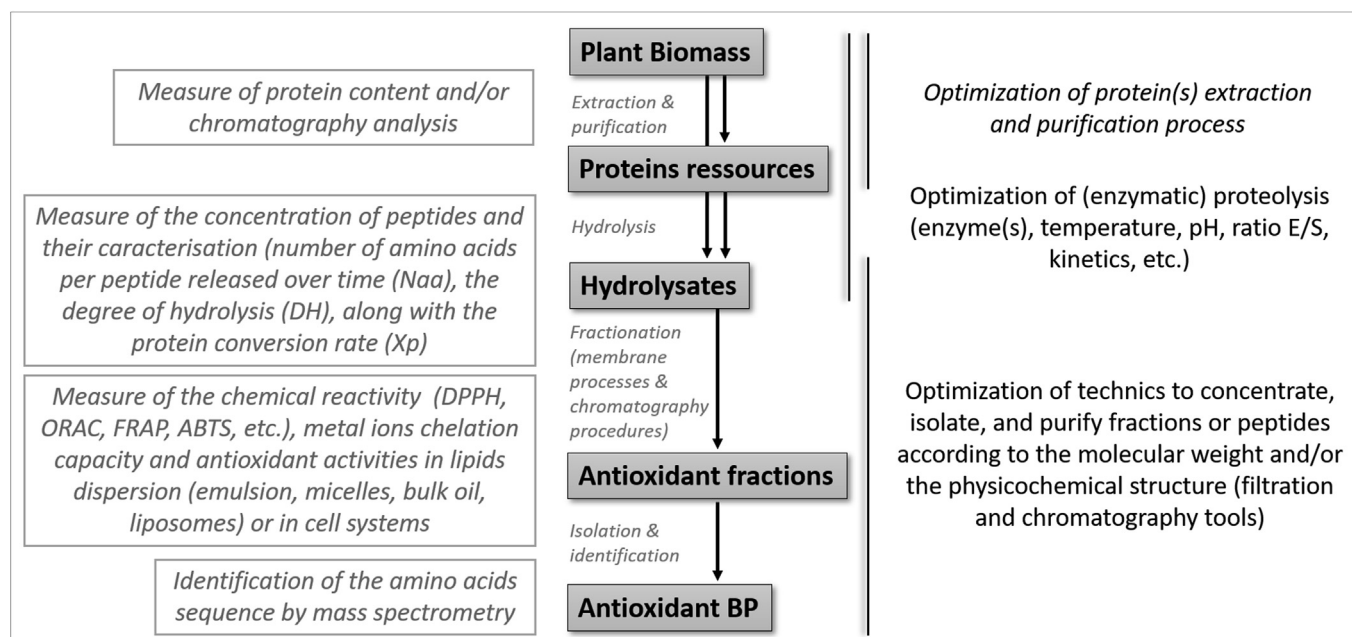 Plant Biomass
Measure of protein content and/or
chromatography analysis
Extraction &
purification
Optimization of protein(s) extraction
and purification process
Proteins ressources
Measure of the concentration of peptides and
their caracterisation (number of amino acids
per peptide released over time (Naa), the
degree of hydrolysis (DH), along with the
protein conversion rate (Xp)
Hydrolysis
Optimization of (enzymatic) proteolysis
(enzyme(s), temperature, pH, ratio E/S,
kinetics, etc.)
Hydrolysates
Fractionation
(membrane
processes &
chromatography
procedures)
Measure of the chemical reactivity (DPPH,
ORAC, FRAP, ABTS, etc.), metal ions chelation
capacity and antioxidant activities in lipids
dispersion (emulsion, micelles, bulk oil,
liposomes) or in cell systems
Optimization of technics to concentrate,
isolate, and purify fractions or peptides
according to the molecular weight and/or
the physicochemical structure (filtration
and chromatography tools)
Antioxidant fractions
Isolation &
identification
Identification of the amino acids
sequence by mass spectrometry
Antioxidant BP